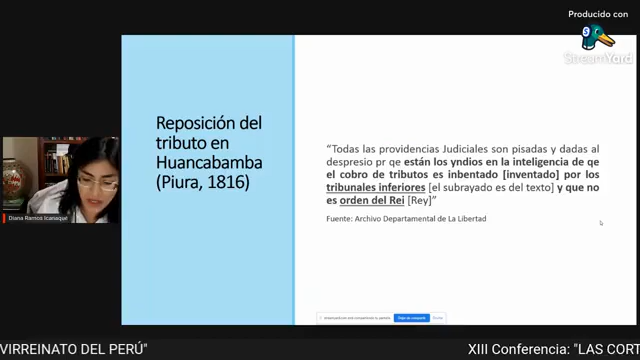 Producido con
StreamYard
Reposición del
tributo en
Huancabamba
(Piura, 1816)
“Todas las providencias Judiciales son pisadas y dadas al
desprecio pr qe están los yndios en la inteligencia de qe
el cobro de tributos es inbentado [inventado] por los
tribunales inferiores [el subrayado es del texto] y que no
es orden del Rei [Rey]”
Fuente: Archivo Departamental de La Libertad
Diana Ramos Icanaqué
VIRREINATO DEL PERÚ"
XIII Conferencia: "LAS CORT